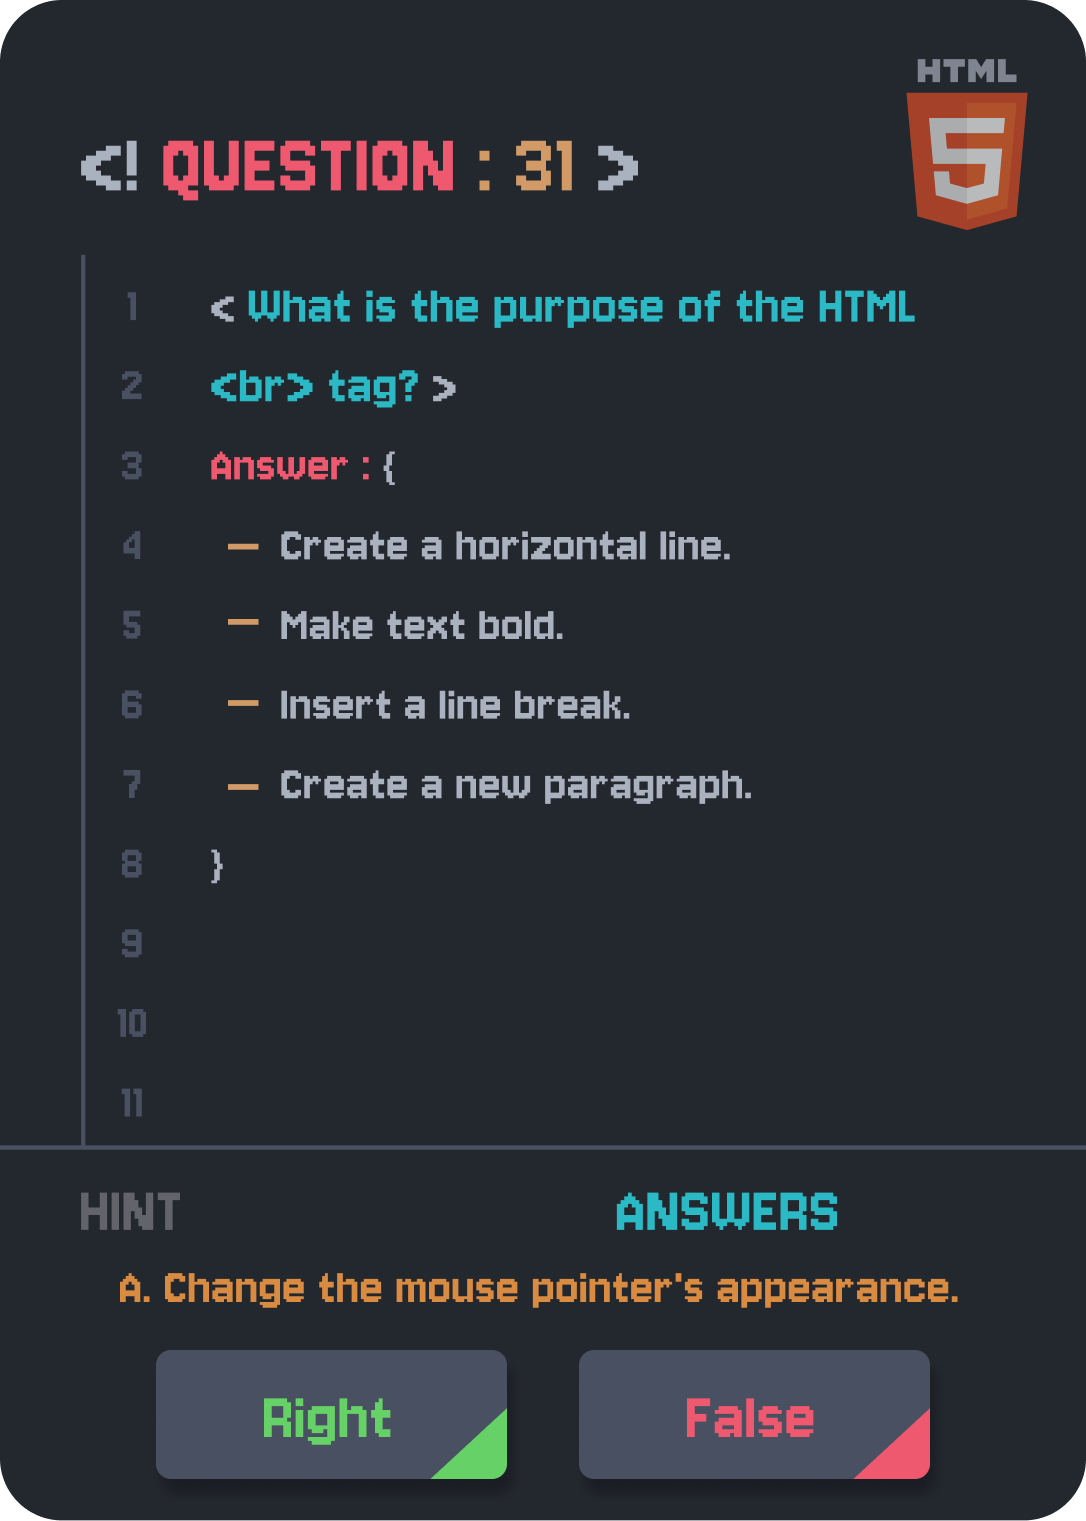 HTML
5
<! QUESTION : 31 >
1 < What is the purpose of the HTML
2 <br> tag? >
3 Answer : {
4 — Create a horizontal line.
5 — Make text bold.
6 — Insert a line break.
7 — Create a new paragraph.
8 }
9
10
11
HINT ANSWERS
A. Change the mouse pointer's appearance.
Right False